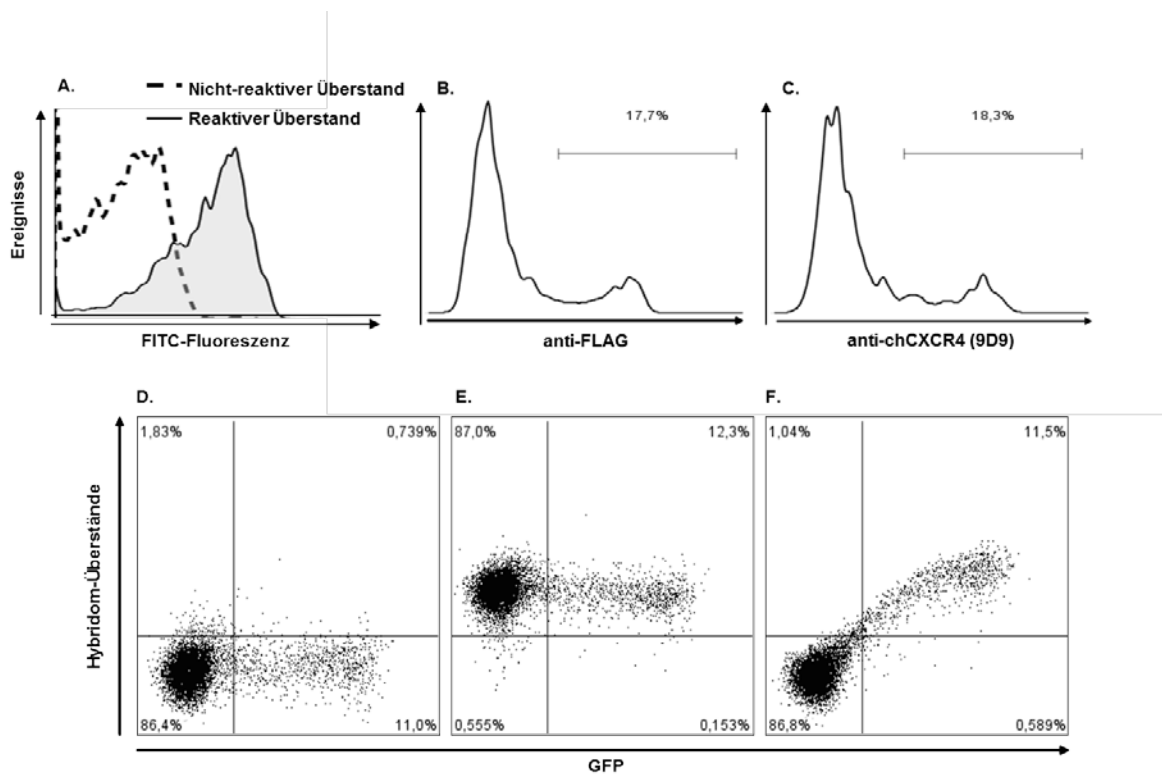 A.
Nicht-reaktiver Überstand
Reaktiver Überstand
Ereignisse
FITC-Fluoreszenz
B.
17,7%
anti-FLAG
C.
18,3%
anti-chCXCR4 (9D9)
D.
1,83%
0,739%
86,4%
11,0%
E.
87,0%
12,3%
0,555%
0,153%
F.
1,04%
11,5%
86,8%
0,589%
Hybridom-Überstände
GFP